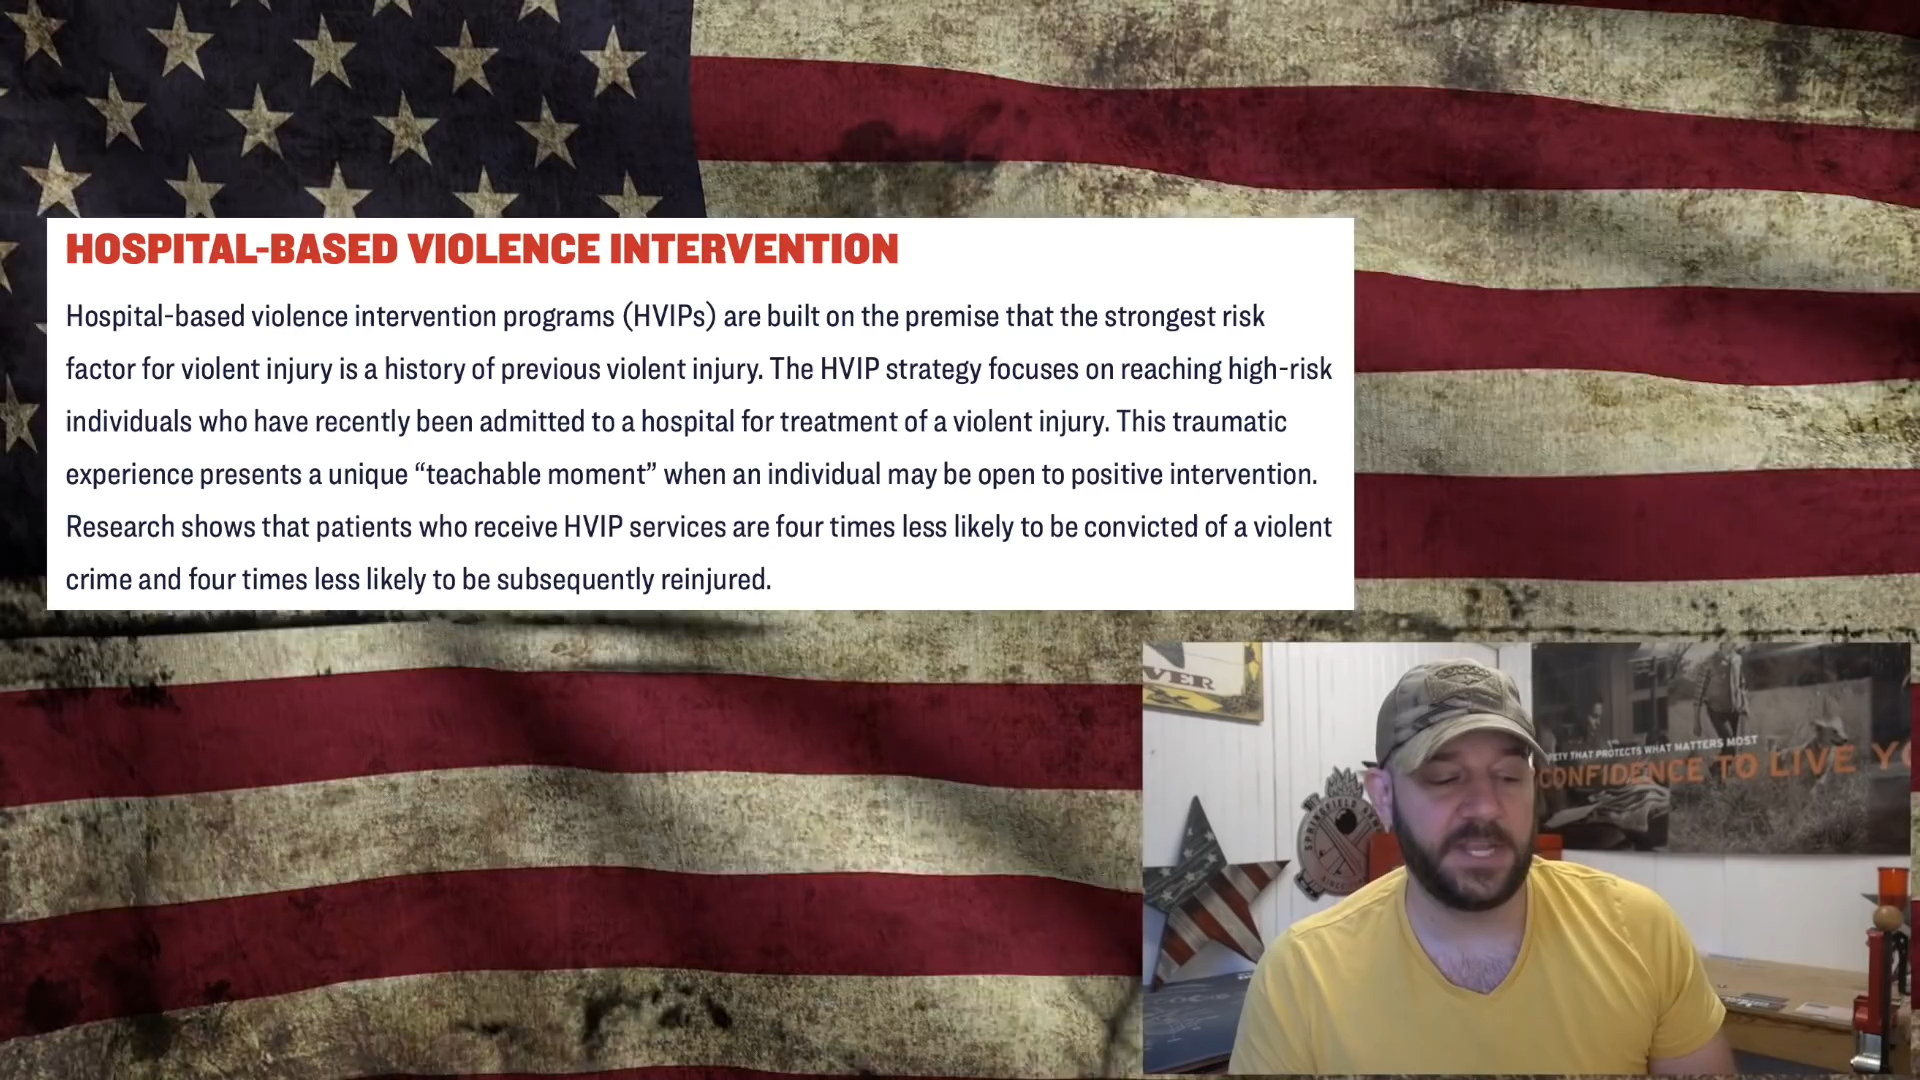 HOSPITAL-BASED VIOLENCE INTERVENTION
Hospital-based violence intervention programs (HVIPs) are built on the premise that the strongest risk
factor for violent injury is a history of previous violent injury. The HVIP strategy focuses on reaching high-risk
individuals who have recently been admitted to a hospital for treatment of a violent injury. This traumatic
experience presents a unique “teachable moment” when an individual may be open to positive intervention.
Research shows that patients who receive HVIP services are four times less likely to be convicted of a violent
crime and four times less likely to be subsequently reinjured.
VER
THAT PROTECTS WHAT MATTERS MOST
CONFIDENCE TO LIVE
SPRINGFIELD